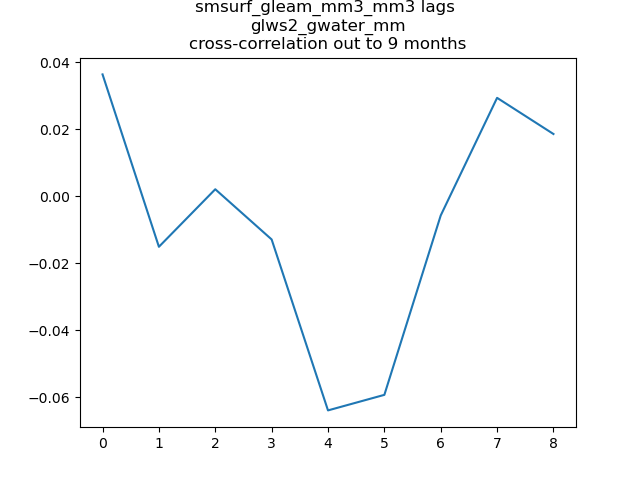 smsurf_gleam_mm3_mm3 lags
glws2_gwater_mm
cross-correlation out to 9 months
0.04
0.02
0.00
−0.02
−0.04
−0.06
0 1 2 3 4 5 6 7 8